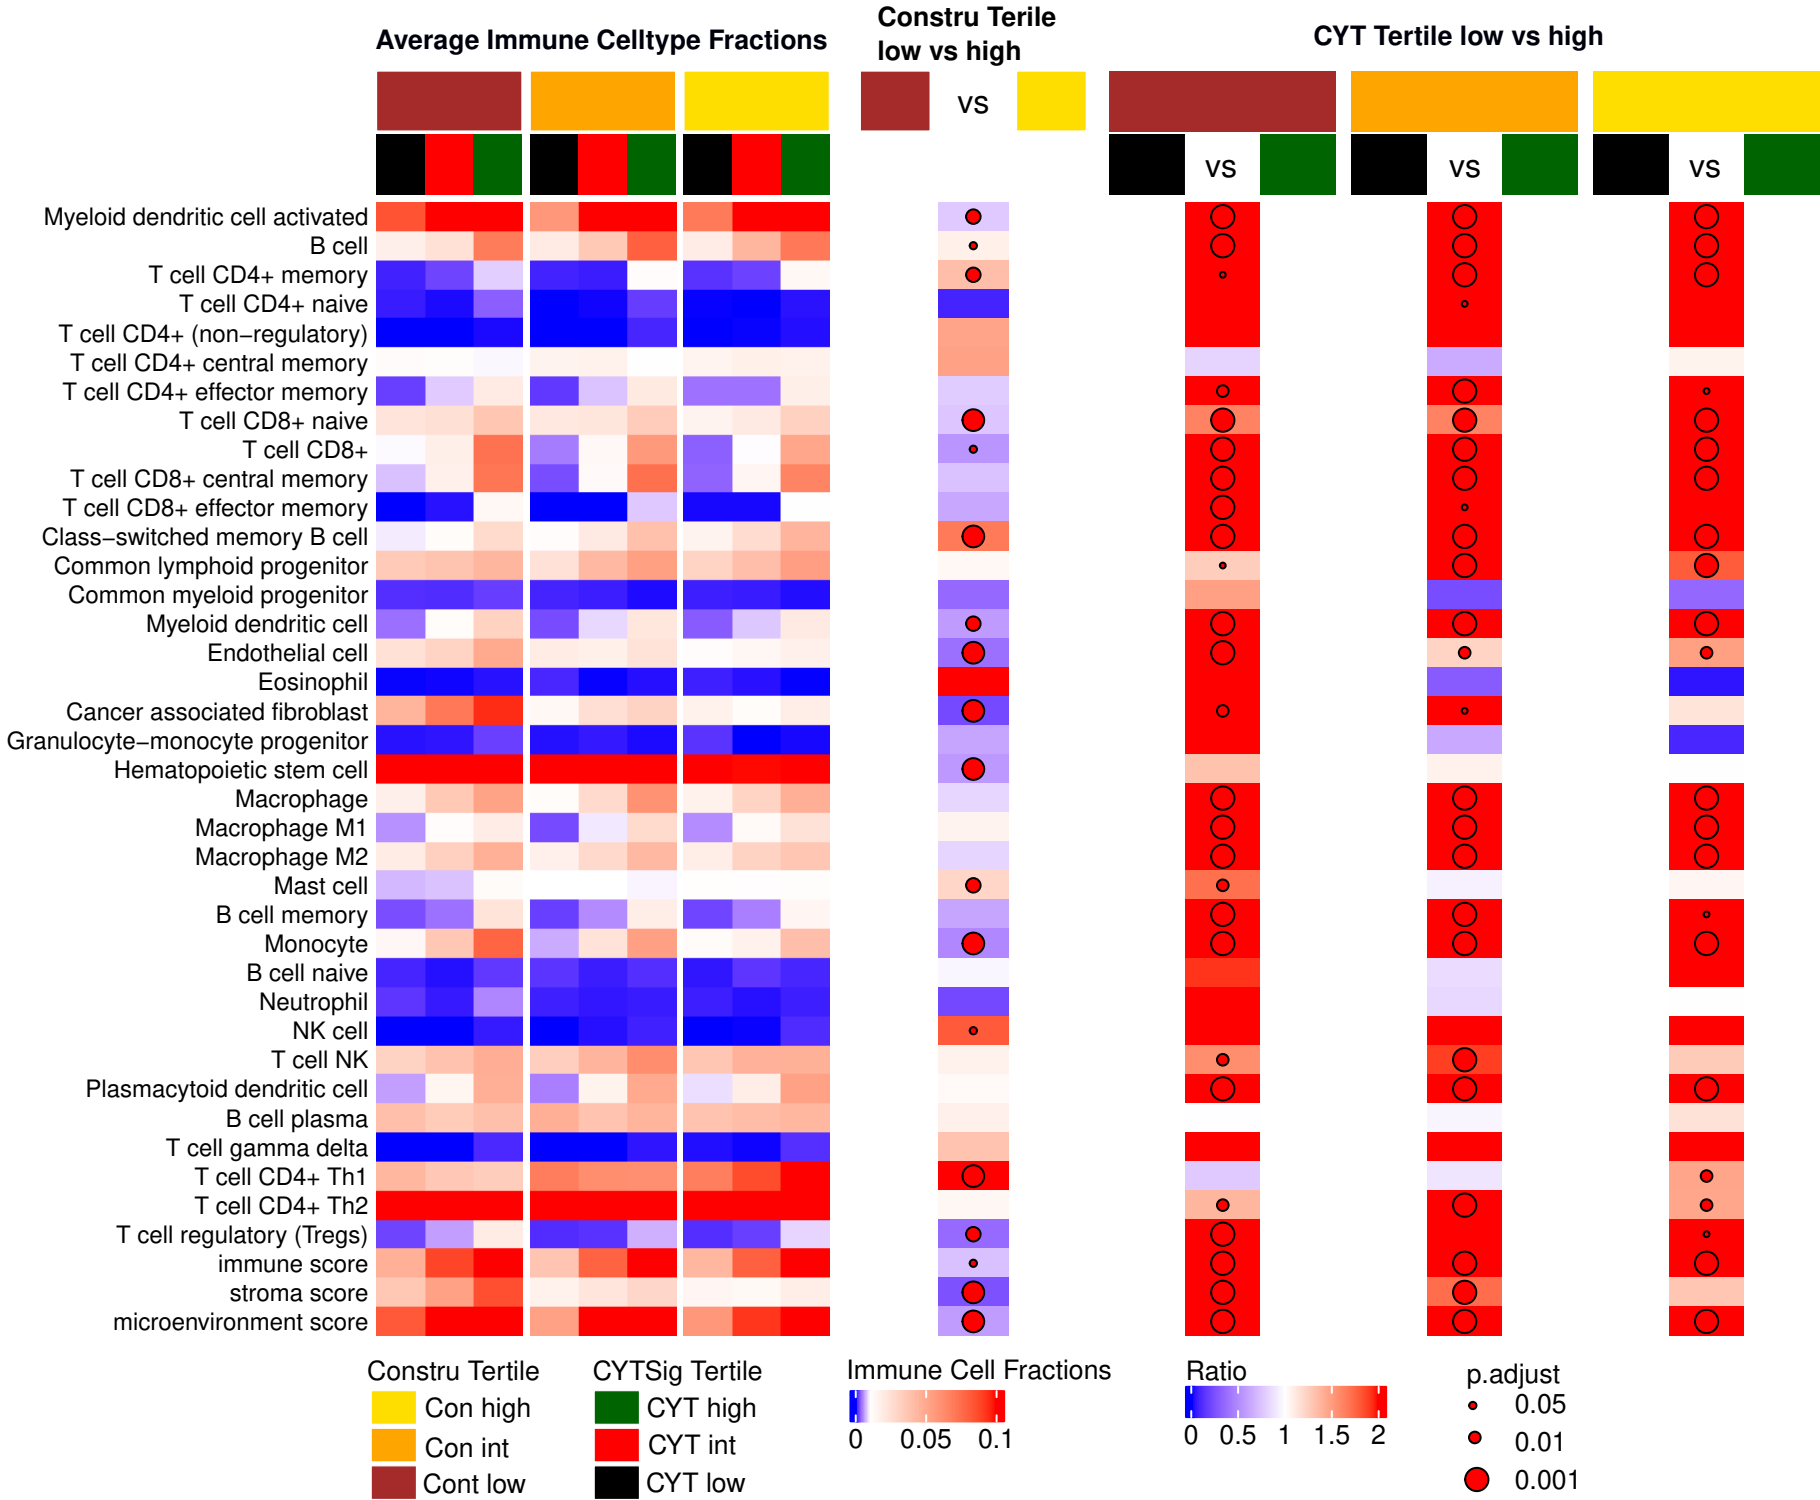 Average Immune Celltype Fractions
Constru Terile
low vs high
CYT Tertile low vs high
vs
vs
vs
vs
Myeloid dendritic cell activated
B cell
T cell CD4+ memory
T cell CD4+ naive
T cell CD4+ (non−regulatory)
T cell CD4+ central memory
T cell CD4+ effector memory
T cell CD8+ naive
T cell CD8+
T cell CD8+ central memory
T cell CD8+ effector memory
Class−switched memory B cell
Common lymphoid progenitor
Common myeloid progenitor
Myeloid dendritic cell
Endothelial cell
Eosinophil
Cancer associated fibroblast
Granulocyte−monocyte progenitor
Hematopoietic stem cell
Macrophage
Macrophage M1
Macrophage M2
Mast cell
B cell memory
Monocyte
B cell naive
Neutrophil
NK cell
T cell NK
Plasmacytoid dendritic cell
B cell plasma
T cell gamma delta
T cell CD4+ Th1
T cell CD4+ Th2
T cell regulatory (Tregs)
immune score
stroma score
microenvironment score
Constru Tertile
Con high
Con int
Cont low
CYTSig Tertile
CYT high
CYT int
CYT low
Immune Cell Fractions
0 0.05 0.1
Ratio
0 0.5 1 1.5 2
p.adjust
0.05
0.01
0.001